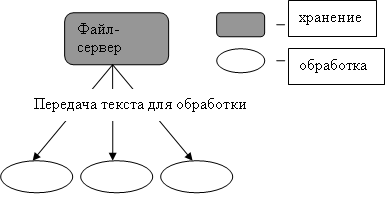 Файл-
сервер
– хранение
– обработка
Передача текста для обработки